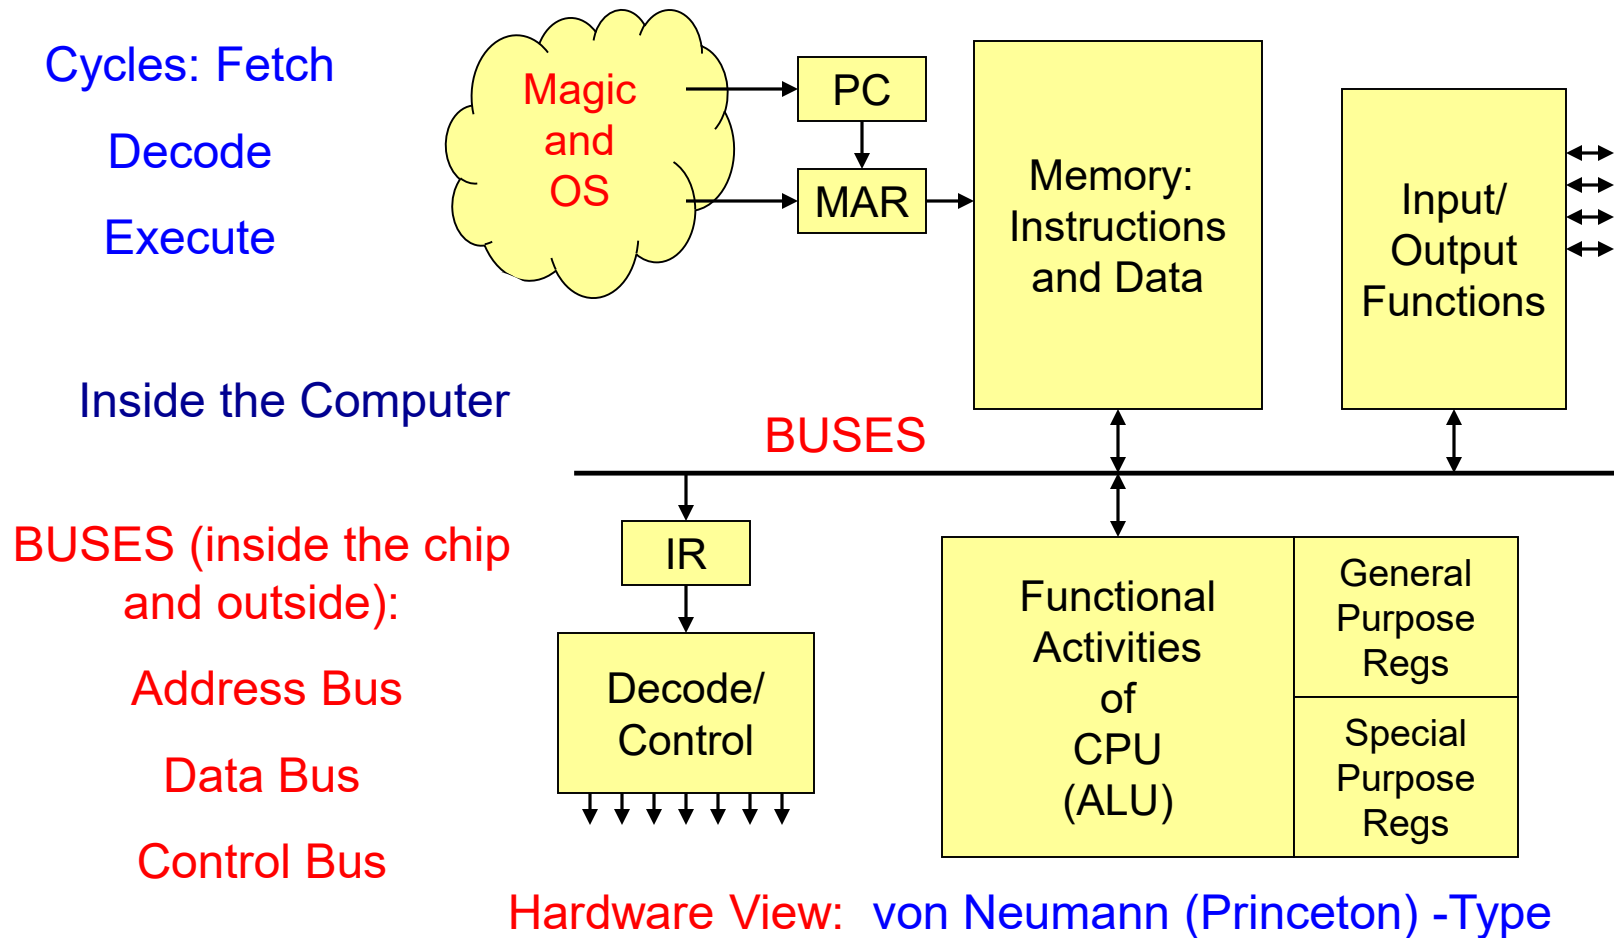 Cycles: Fetch
Decode
Execute
Magic
and
OS
PC
MAR
Memory:
Instructions
and Data
Input/
Output
Functions
Inside the Computer
BUSES
BUSES (inside the chip
and outside):
Address Bus
Data Bus
Control Bus
IR
Decode/
Control
Functional
Activities
of
CPU
(ALU)
General
Purpose
Regs
Special
Purpose
Regs
Hardware View: von Neumann (Princeton) -Type